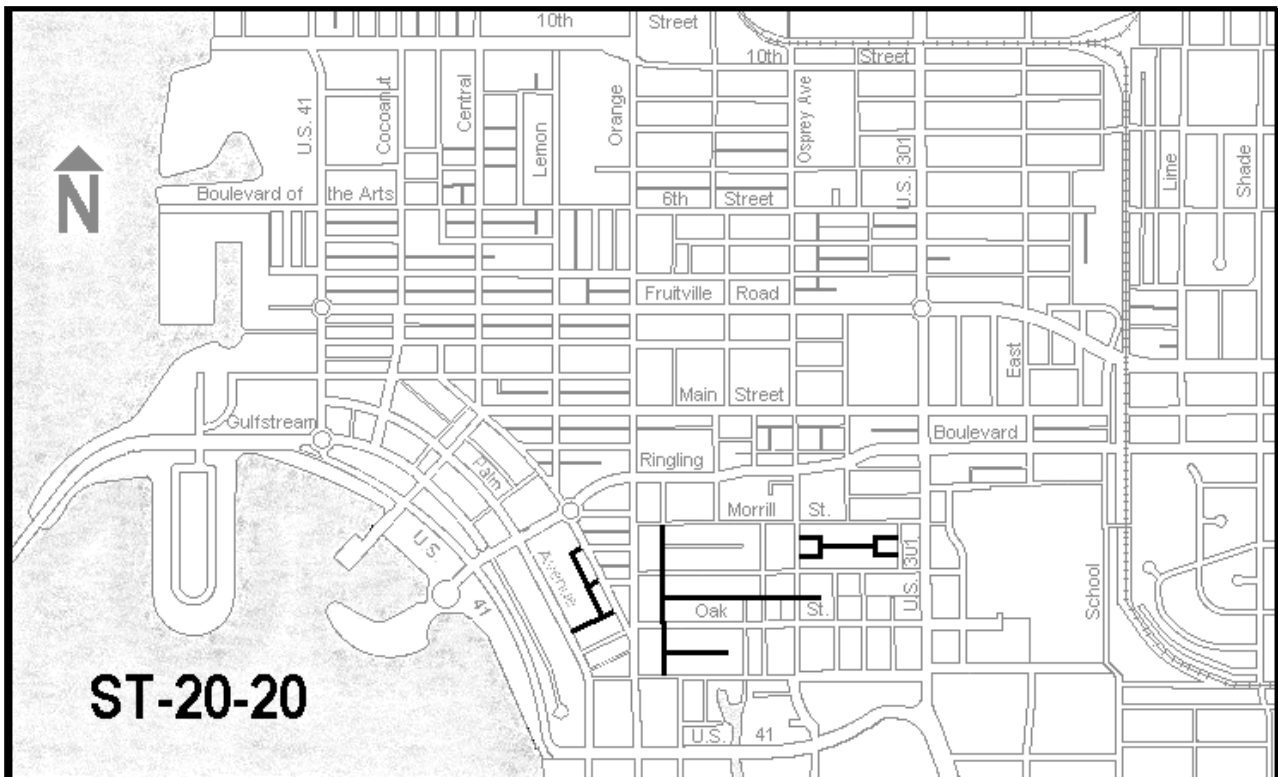 10th Street
10th Street
U.S. 41
Cocoanut
Central
Lemon
Orange
Osprey Ave
U.S. 301
Lime
Shade
N
Boulevard of the Arts
6th Street
Fruitville Road
East
Main Street
Gulfstream
Boulevard
Palm
Ringling
Morrill St.
U.S.
41
Avenue
U.S. 301
School
Oak St.
ST-20-20
U.S. 41